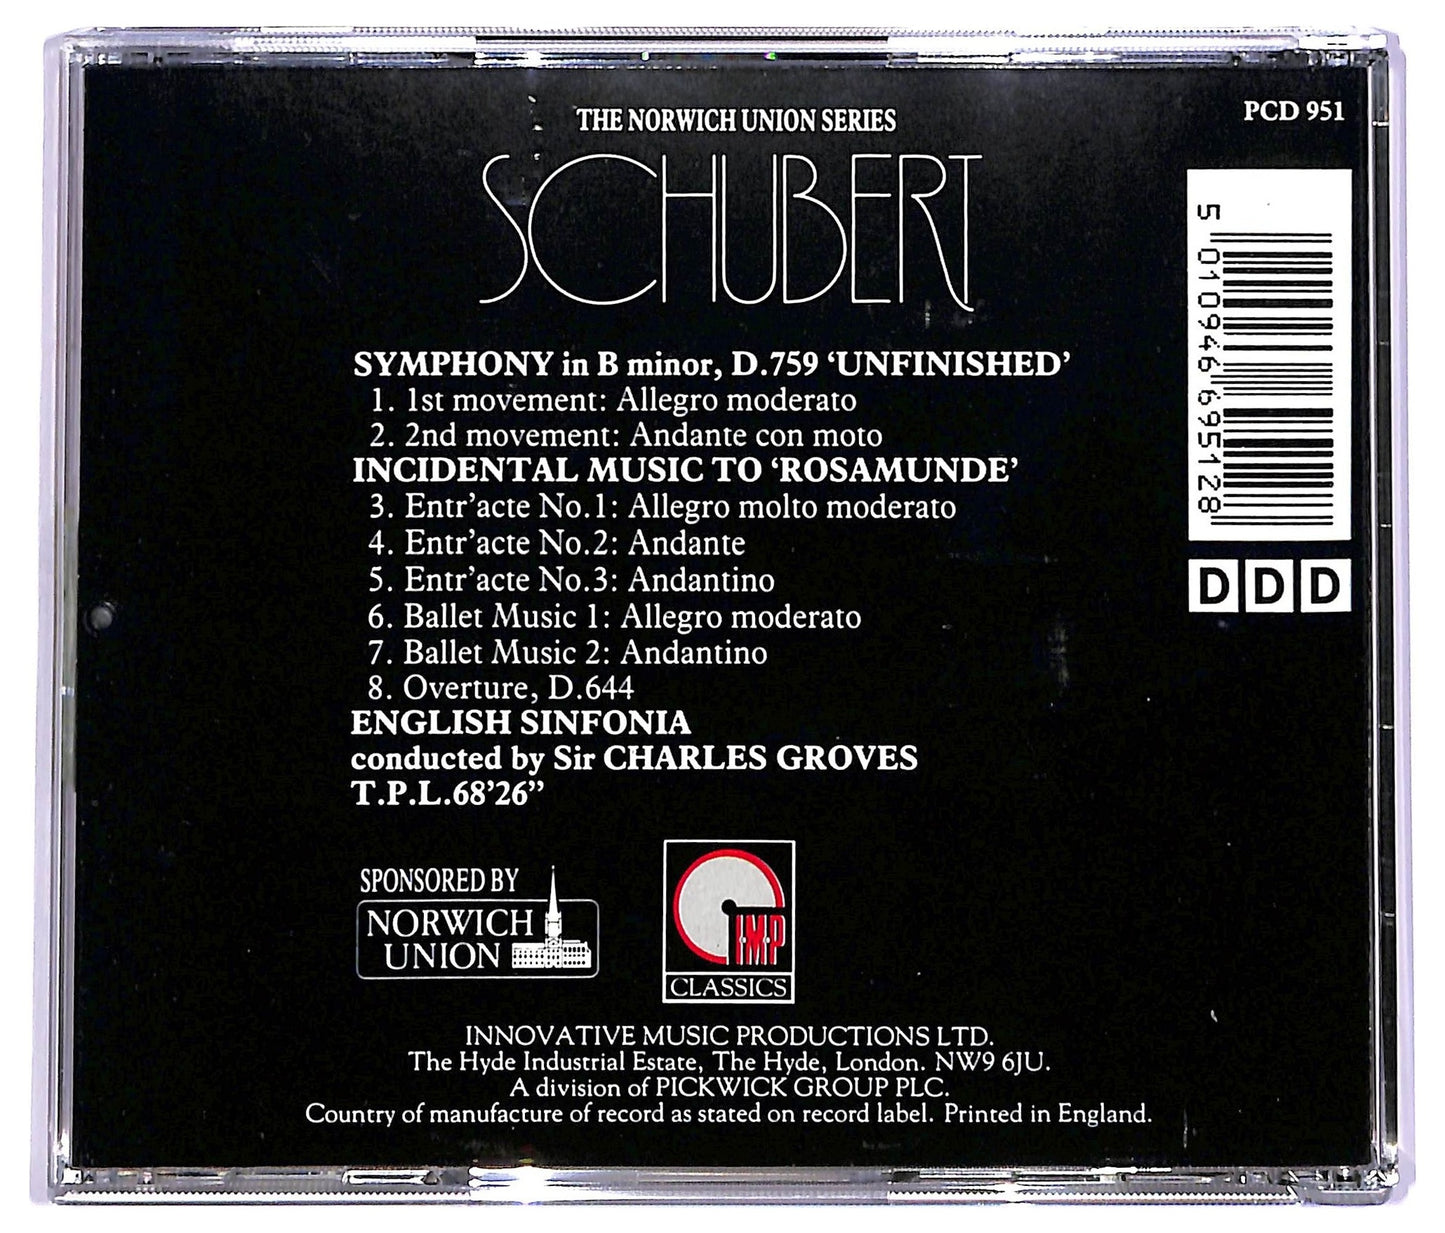 THE NORWICH UNION SERIES
PCD 951
SCHUBERT
SYMPHONY in B minor, D.759 ‘UNFINISHED’
1. 1st movement: Allegro moderato
2. 2nd movement: Andante con moto
INCIDENTAL MUSIC TO ‘ROSAMUNDE’
3. Entr’acte No.1: Allegro molto moderato
4. Entr’acte No.2: Andante
5. Entr’acte No.3: Andantino
6. Ballet Music 1: Allegro moderato
7. Ballet Music 2: Andantino
8. Overture, D.644
ENGLISH SINFONIA
conducted by Sir CHARLES GROVES
T.P.L.68’26”
5 010946 695128
DDD
SPONSORED BY
NORWICH
UNION
I·M·P
CLASSICS
INNOVATIVE MUSIC PRODUCTIONS LTD.
The Hyde Industrial Estate, The Hyde, London. NW9 6JU.
A division of PICKWICK GROUP PLC.
Country of manufacture of record as stated on record label. Printed in England.